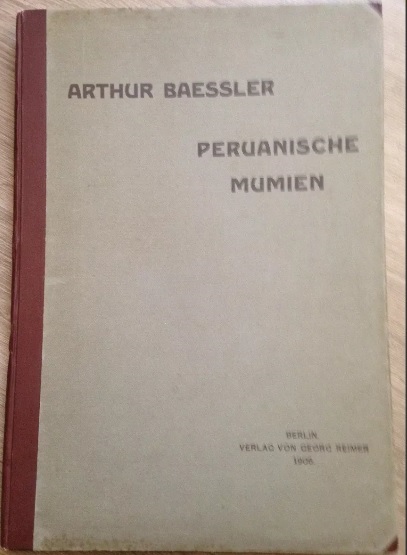 ARTHUR BAESSLER
PERUANISCHE
MUMIEN
BERLIN
VERLAG VON GEORG REIMER
1906.